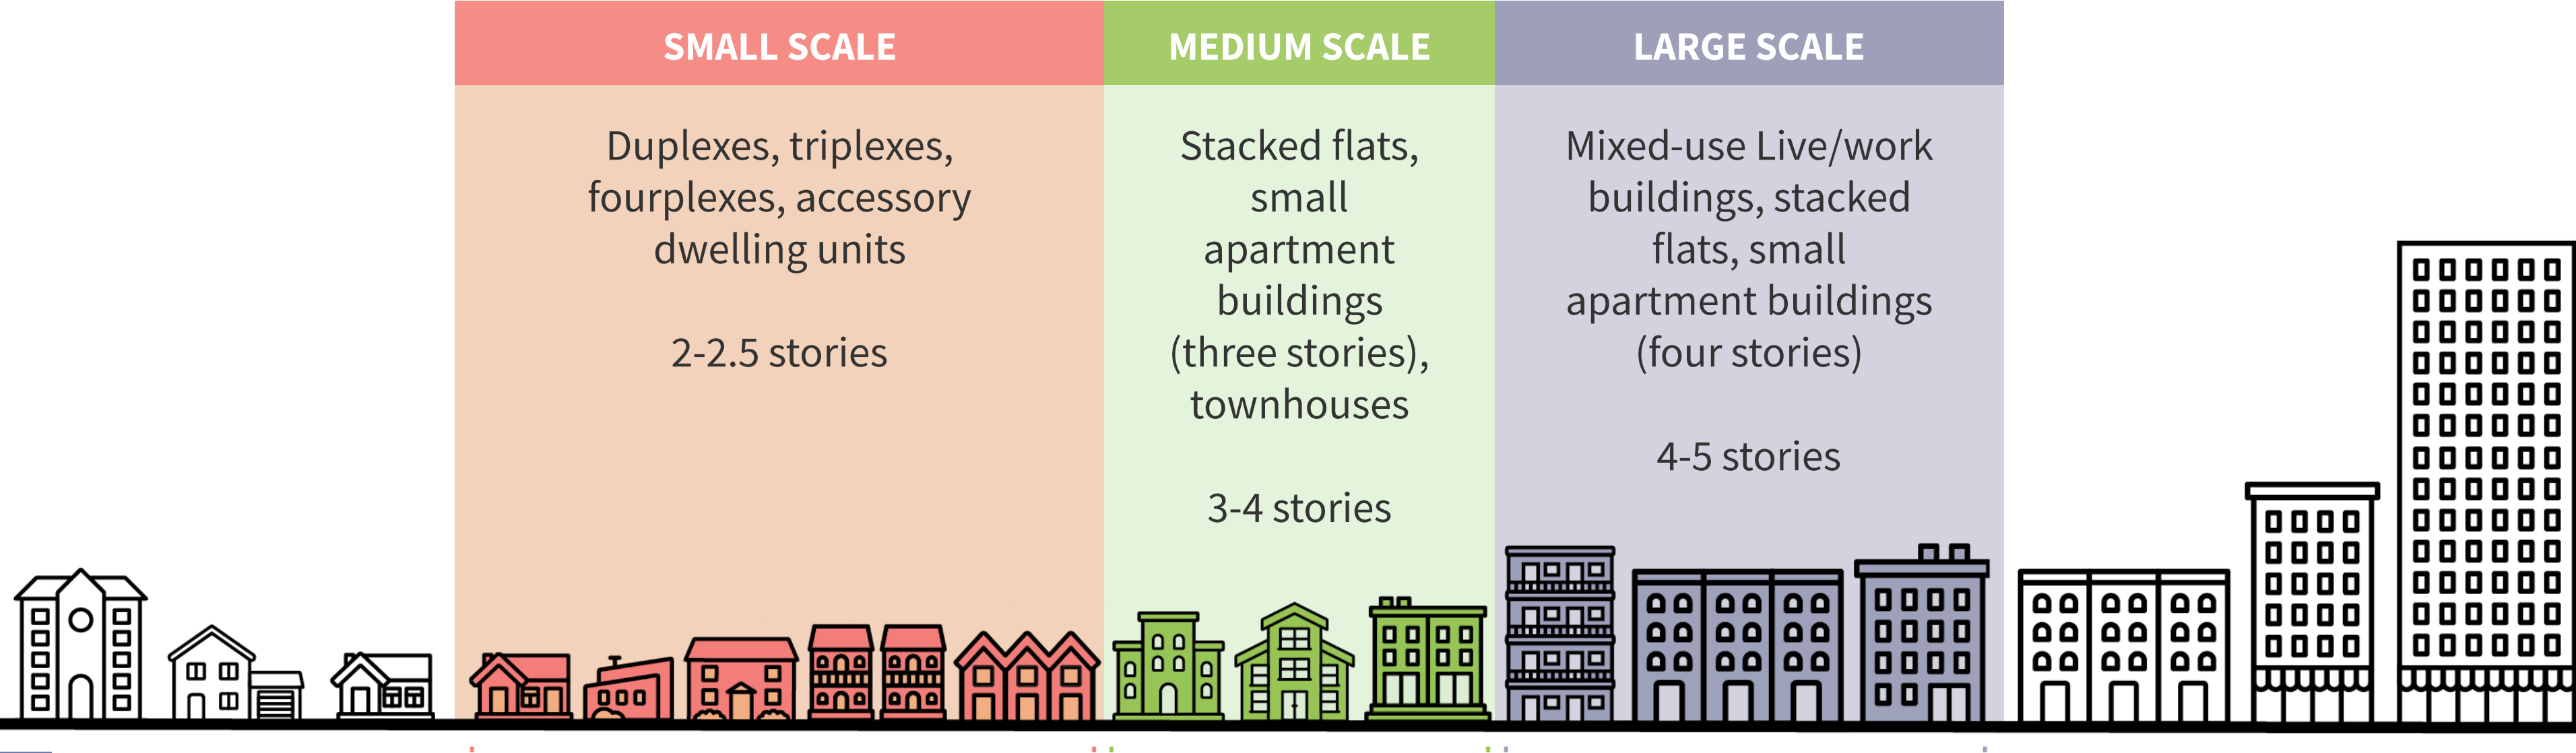 SMALL SCALE
Duplexes, triplexes,
fourplexes, accessory
dwelling units
2-2.5 stories
MEDIUM SCALE
Stacked flats,
small
apartment
buildings
(three stories),
townhouses
3-4 stories
LARGE SCALE
Mixed-use Live/work
buildings, stacked
flats, small
apartment buildings
(four stories)
4-5 stories